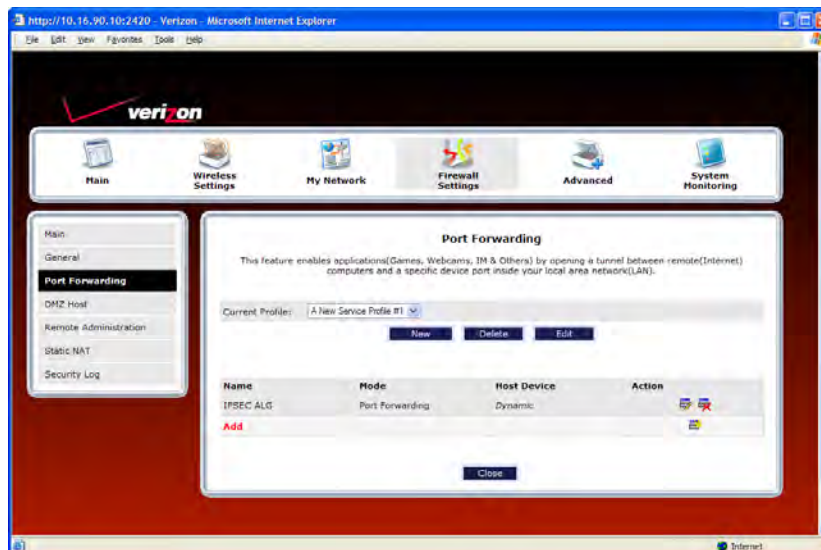 http://10.16.90.10:2420 - Verizon - Microsoft Internet Explorer
File Edit View Favorites Tools Help
verizon
Main
Wireless Settings
My Network
Firewall Settings
Advanced
System Monitoring
Main
General
Port Forwarding
DMZ Host
Remote Administration
Static NAT
Security Log
Port Forwarding
This feature enables applications(Games, Webcams, IM & Others) by opening a tunnel between remote(Internet)
computers and a specific device port inside your local area network(LAN).
Current Profile: A New Service Profile #1
New Delete Edit
Name Mode Host Device Action
IPSEC ALG Port Forwarding Dynamic
Add
Close
Internet